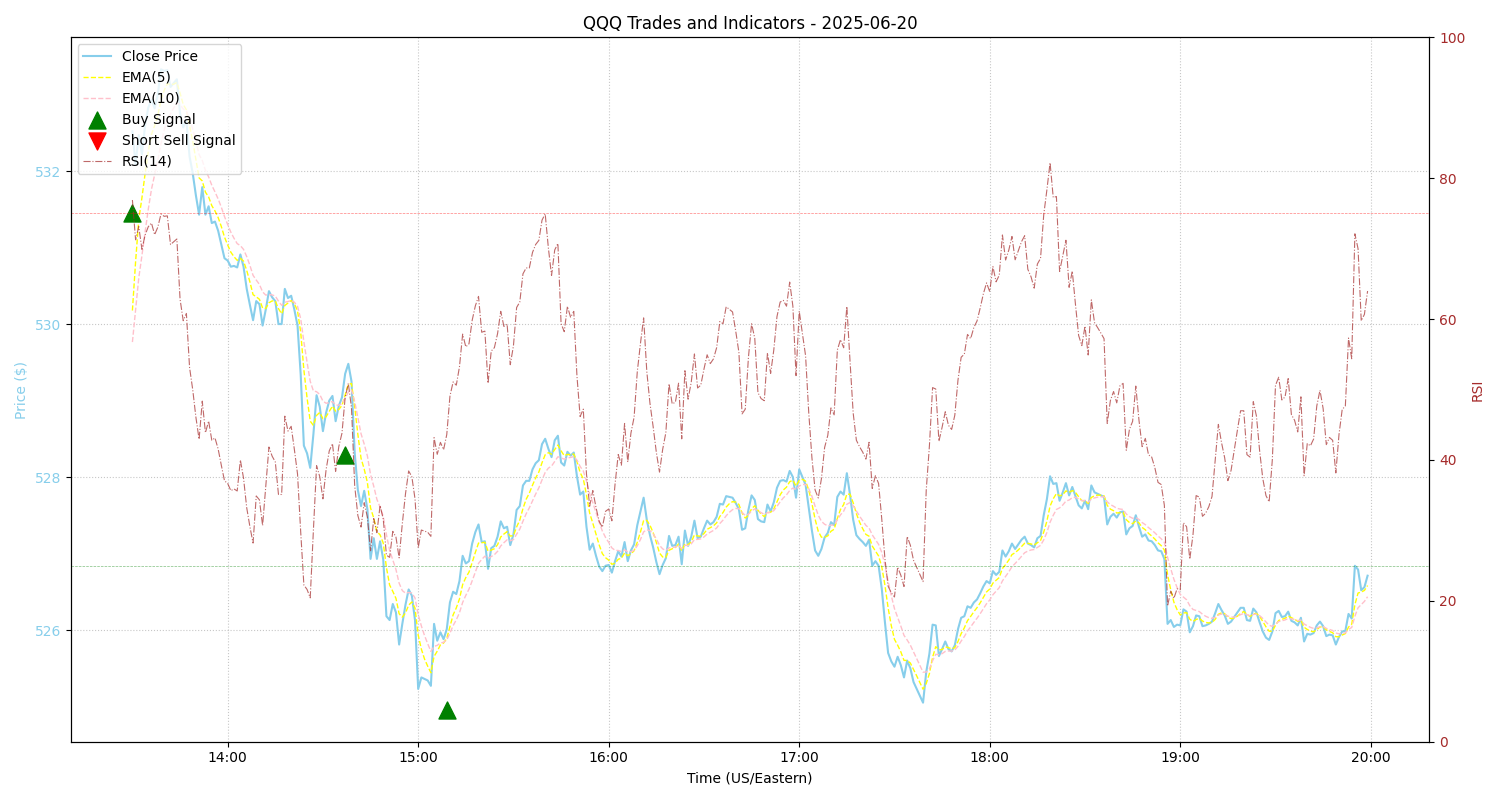 QQQ Trades and Indicators - 2025-06-20
Close Price
EMA(5)
EMA(10)
Buy Signal
Short Sell Signal
RSI(14)
Price ($)
532
530
528
526
100
80
60
40
20
0
RSI
14:00 15:00 16:00 17:00 18:00 19:00 20:00
Time (US/Eastern)